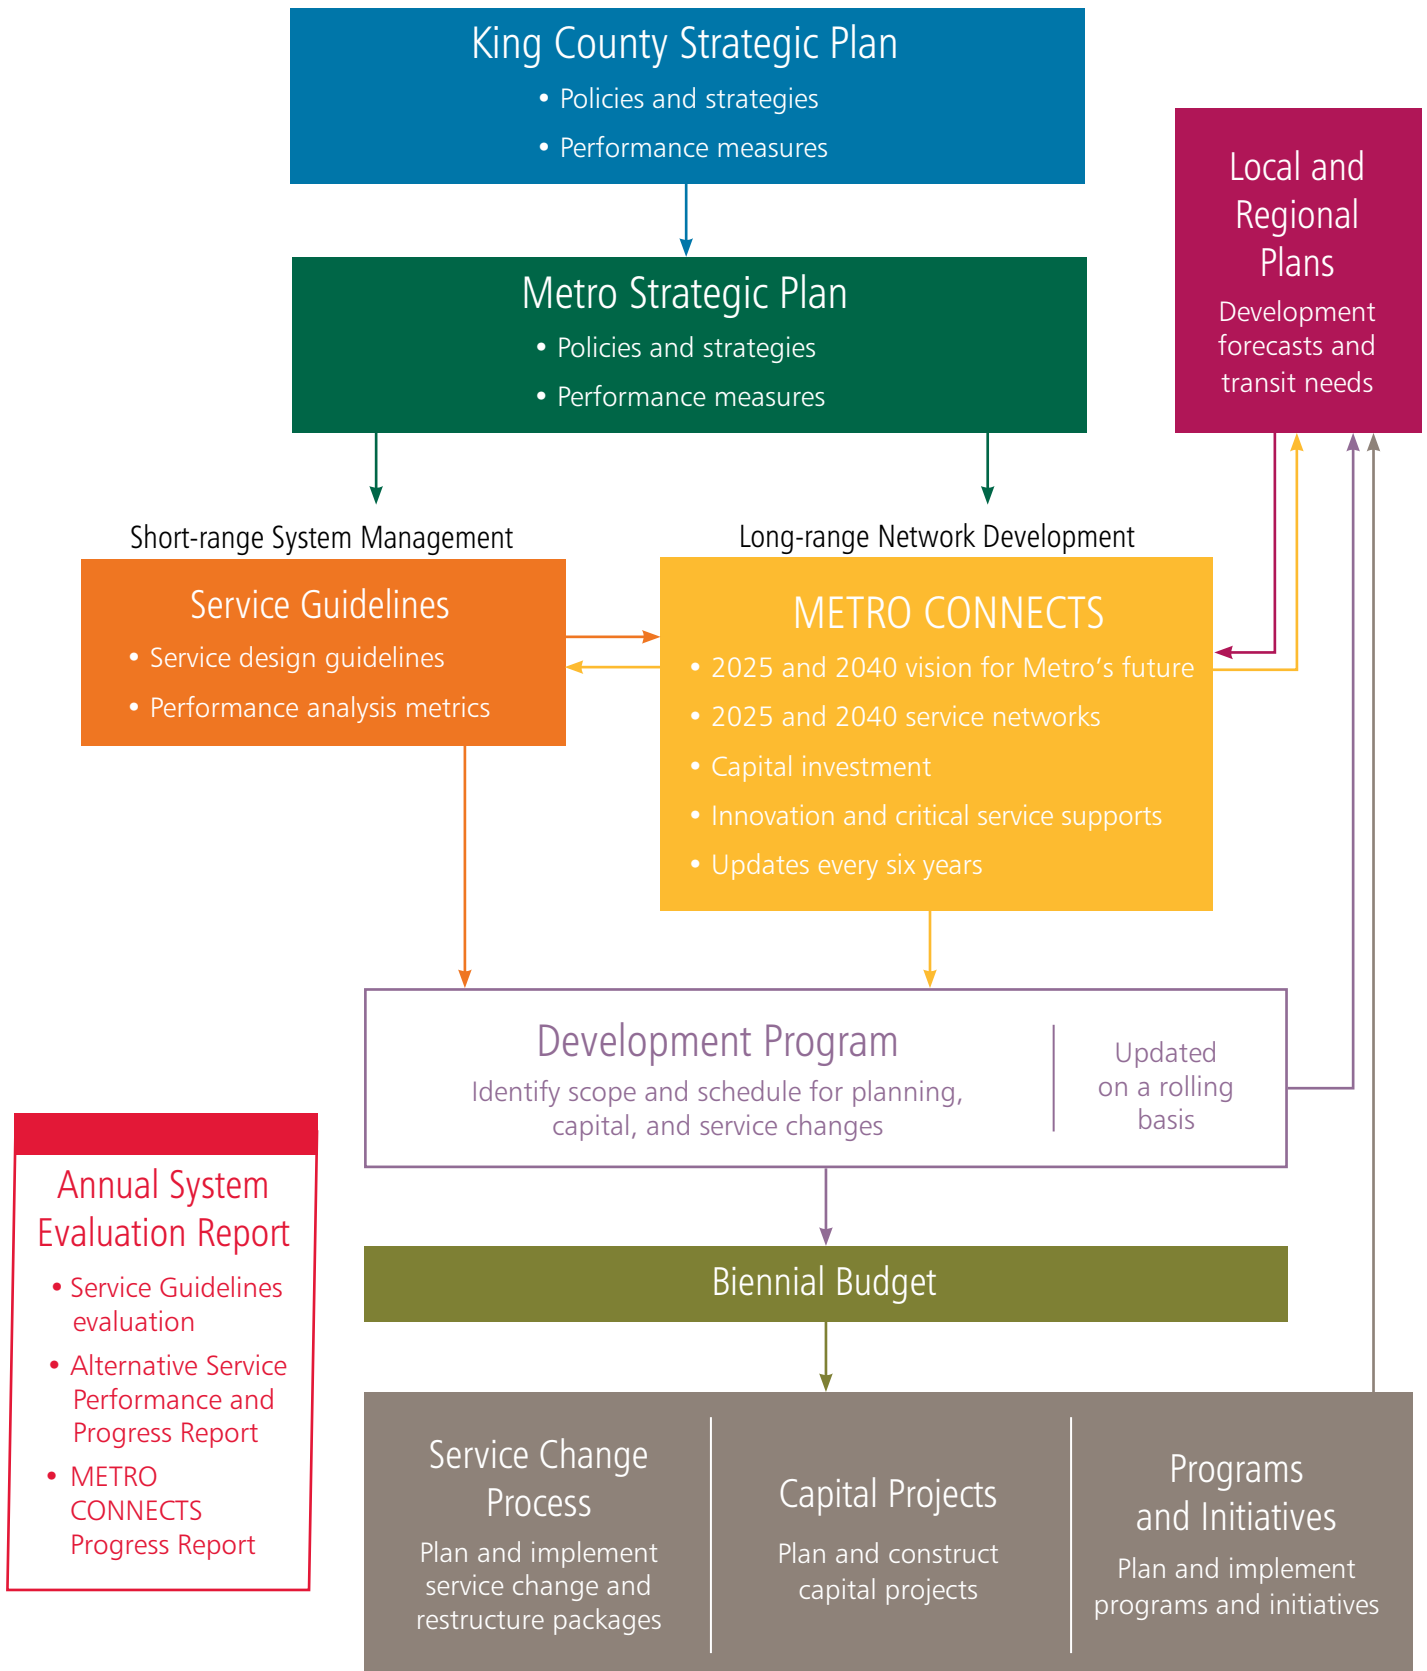 King County Strategic Plan
• Policies and strategies
• Performance measures
Local and
Regional
Plans
Development
forecasts and
transit needs
Metro Strategic Plan
• Policies and strategies
• Performance measures
Short-range System Management
Service Guidelines
• Service design guidelines
• Performance analysis metrics
Long-range Network Development
METRO CONNECTS
• 2025 and 2040 vision for Metro’s future
• 2025 and 2040 service networks
• Capital investment
• Innovation and critical service supports
• Updates every six years
Development Program
Identify scope and schedule for planning,
capital, and service changes
Updated
on a rolling
basis
Annual System
Evaluation Report
• Service Guidelines
evaluation
• Alternative Service
Performance and
Progress Report
• METRO
CONNECTS
Progress Report
Biennial Budget
Service Change
Process
Plan and implement
service change and
restructure packages
Capital Projects
Plan and construct
capital projects
Programs
and Initiatives
Plan and implement
programs and initiatives